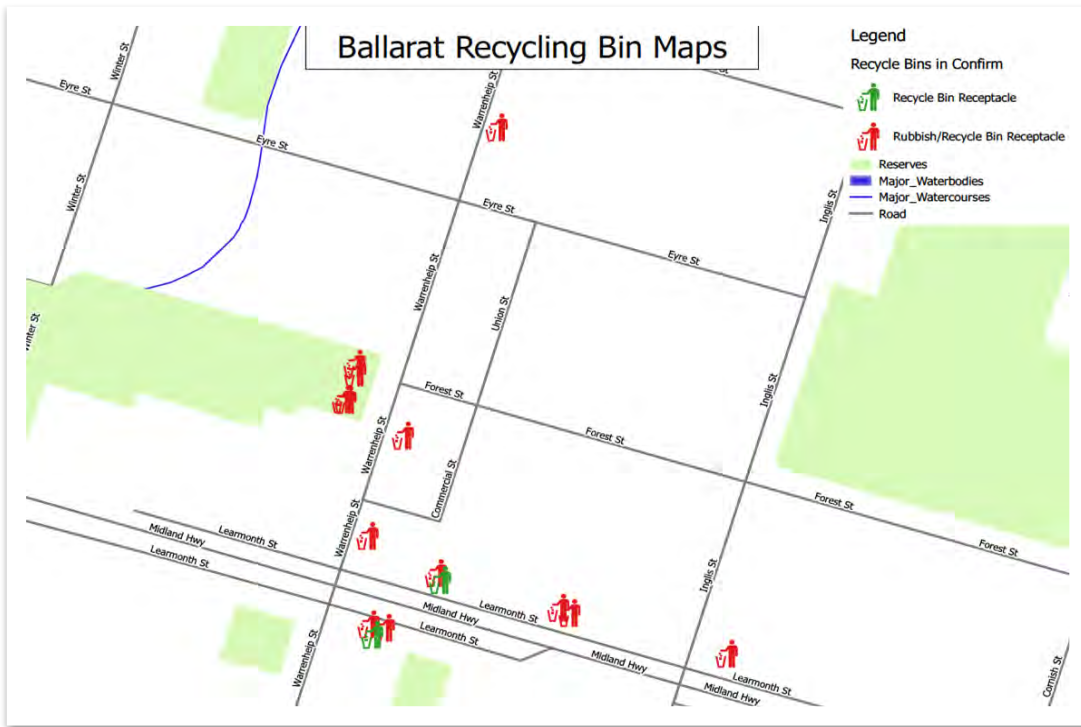 Ballarat Recycling Bin Maps
Legend
Recycle Bins in Confirm
Recycle Bin Receptacle
Rubbish/Recycle Bin Receptacle
Reserves
Major_Waterbodies
Major_Watercourses
Road
Winter St
Warrenheip St
Eyre St
Eyre St
Winter St
Eyre St
Inglis St
Eyre St
Warrenheip St
Union St
Winter St
Inglis St
Forest St
Warrenheip St
Forest St
Commercial St
Forest St
Warrenheip St
Learmonth St
Midland Hwy
Learmonth St
Forest St
Inglis St
Learmonth St
Midland Hwy
Learmonth St
Warrenheip St
Midland Hwy
Learmonth St
Midland Hwy
Cornish St